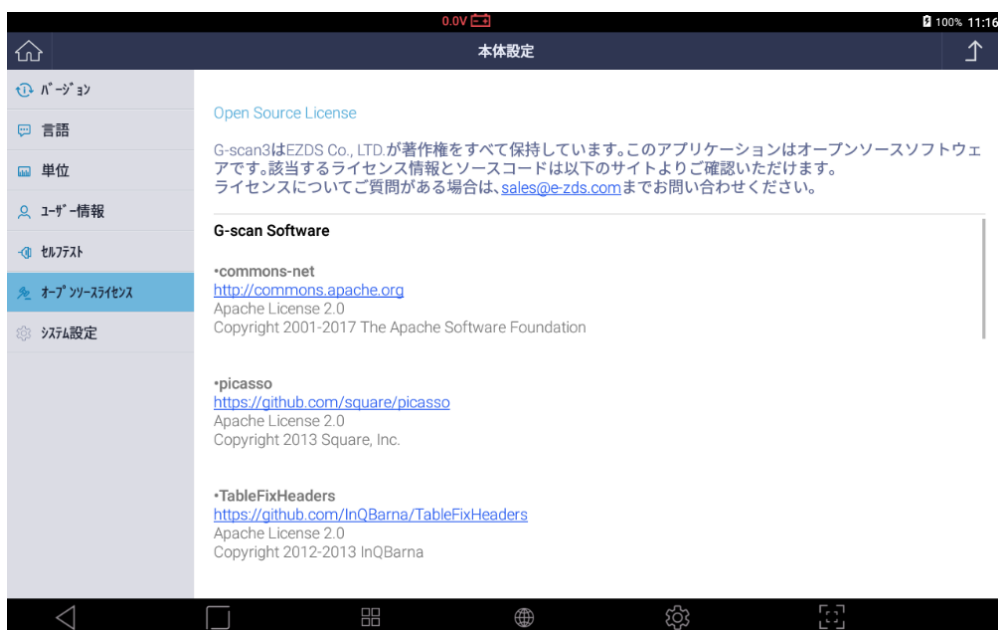 0.0V
100% 11:16
本体設定
ﾊﾞｰｼﾞｮﾝ
言語
単位
ﾕｰｻﾞｰ情報
ｾﾙﾌﾃｽﾄ
ｵｰﾌﾟﾝｿｰｽﾗｲｾﾝｽ
ｼｽﾃﾑ設定
Open Source License
G-scan3はEZDS Co., LTD.が著作権をすべて保持しています。このアプリケーションはオープンソースソフトウェ
アです。該当するライセンス情報とソースコードは以下のサイトよりご確認いただけます。
ライセンスについてご質問がある場合は、sales@e-zds.comまでお問い合わせください。
G-scan Software
•commons-net
http://commons.apache.org
Apache License 2.0
Copyright 2001-2017 The Apache Software Foundation
•picasso
https://github.com/square/picasso
Apache License 2.0
Copyright 2013 Square, Inc.
•TableFixHeaders
https://github.com/InQBarna/TableFixHeaders
Apache License 2.0
Copyright 2012-2013 InQBarna